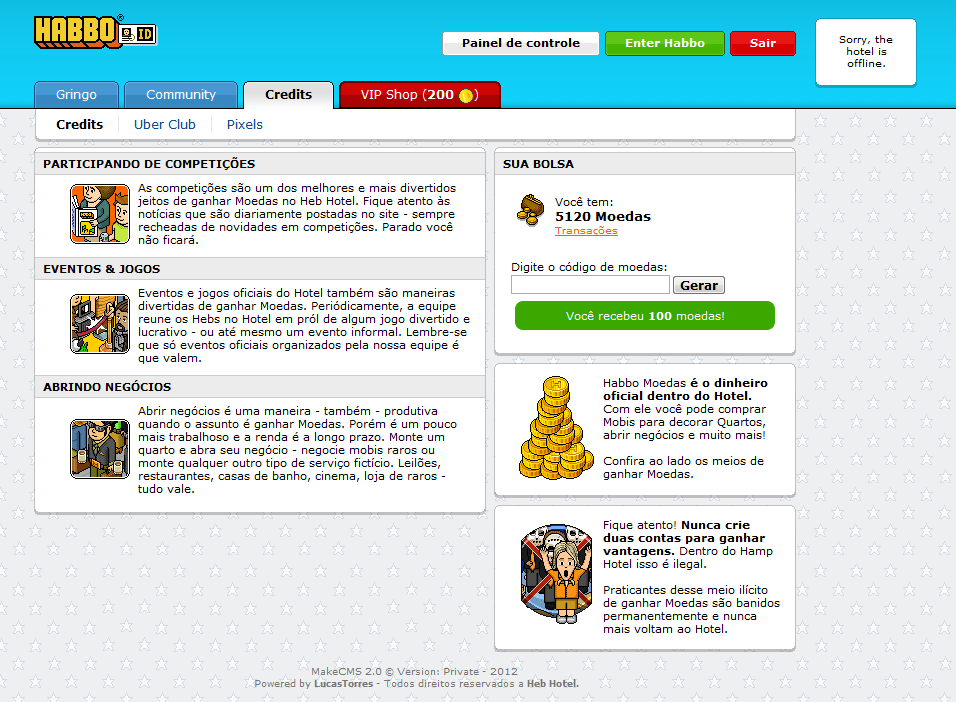 HABBO ID
Painel de controle
Enter Habbo
Sair
Sorry, the
hotel is
offline.
Gringo
Community
Credits
VIP Shop (200 )
Credits
Uber Club
Pixels
PARTICIPANDO DE COMPETIÇÕES
As competições são um dos melhores e mais divertidos
jeitos de ganhar Moedas no Heb Hotel. Fique atento às
notícias que são diariamente postadas no site - sempre
recheadas de novidades em competições. Parado você
não ficará.
EVENTOS & JOGOS
Eventos e jogos oficiais do Hotel também são maneiras
divertidas de ganhar Moedas. Periódicamente, a equipe
reune os Hebs no Hotel em pról de algum jogo divertido e
lucrativo - ou até mesmo um evento informal. Lembre-se
que só eventos oficiais organizados pela nossa equipe é
que valem.
ABRINDO NEGÓCIOS
Abrir negócios é uma maneira - também - produtiva
quando o assunto é ganhar Moedas. Porém é um pouco
mais trabalhoso e a renda é a longo prazo. Monte um
quarto e abra seu negócio - negocie mobis raros ou
monte qualquer outro tipo de serviço fictício. Leilões,
restaurantes, casas de banho, cinema, loja de raros -
tudo vale.
SUA BOLSA
Você tem:
5120 Moedas
Transações
Digite o código de moedas:
Gerar
Você recebeu 100 moedas!
Habbo Moedas é o dinheiro
oficial dentro do Hotel.
Com ele você pode comprar
Mobis para decorar Quartos,
abrir negócios e muito mais!
Confira ao lado os meios de
ganhar Moedas.
Fique atento! Nunca crie
duas contas para ganhar
vantagens. Dentro do Hamp
Hotel isso é ilegal.
Praticantes desse meio ilícito
de ganhar Moedas são banidos
permanentemente e nunca
mais voltam ao Hotel.
MakeCMS 2.0 © Version: Private - 2012
Powered by LucasTorres - Todos direitos reservados a Heb Hotel.